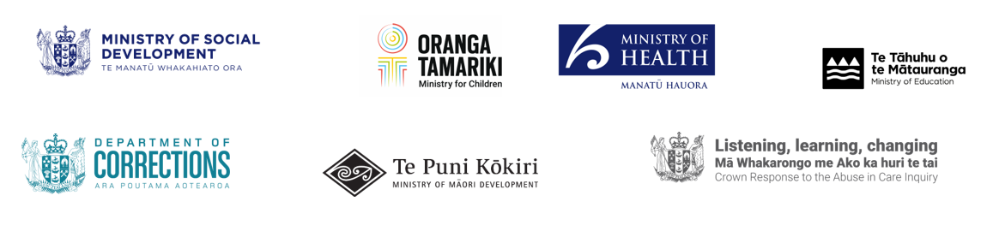 MINISTRY OF SOCIAL
DEVELOPMENT
TE MANATŪ WHAKAHIATO ORA
ORANGA
TAMARIKI
Ministry for Children
MINISTRY OF
HEALTH
MANATŪ HAUORA
Te Tāhuhu o
te Mātauranga
Ministry of Education
DEPARTMENT OF
CORRECTIONS
ARA POUTAMA AOTEAROA
Te Puni Kōkiri
MINISTRY OF MĀORI DEVELOPMENT
Listening, learning, changing
Mā Whakarongo me Ako ka huri te tai
Crown Response to the Abuse in Care Inquiry